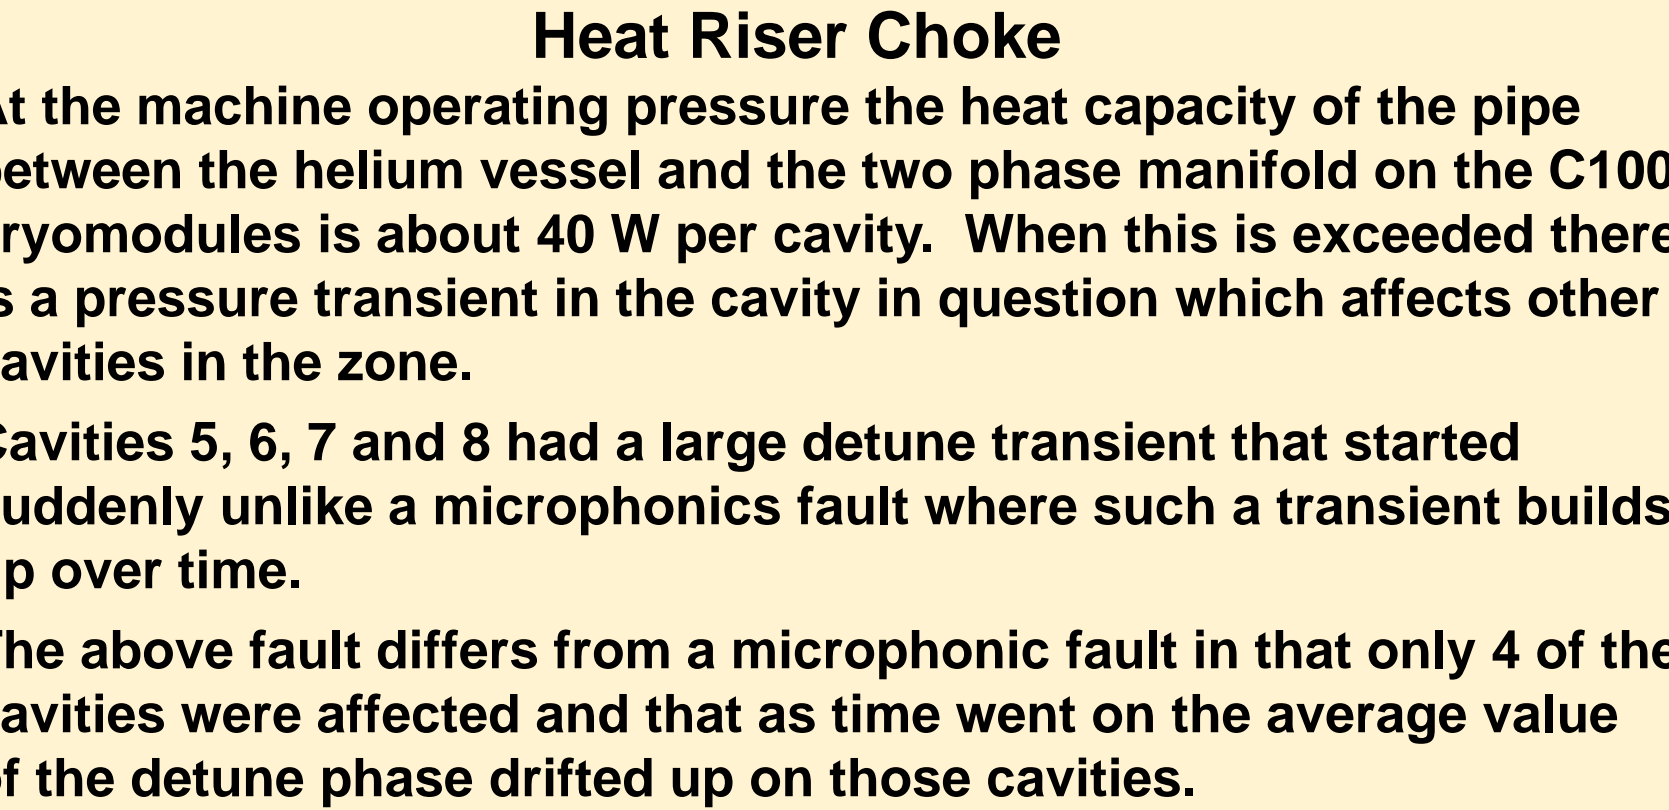 Heat Riser Choke
At the machine operating pressure the heat capacity of the pipe
between the helium vessel and the two phase manifold on the C100
ryomodules is about 40 W per cavity. When this is exceeded there
s a pressure transient in the cavity in question which affects other
avities in the zone.
Cavities 5, 6, 7 and 8 had a large detune transient that started
uddenly unlike a microphonics fault where such a transient builds
p over time.
The above fault differs from a microphonic fault in that only 4 of the
avities were affected and that as time went on the average value
of the detune phase drifted up on those cavities.